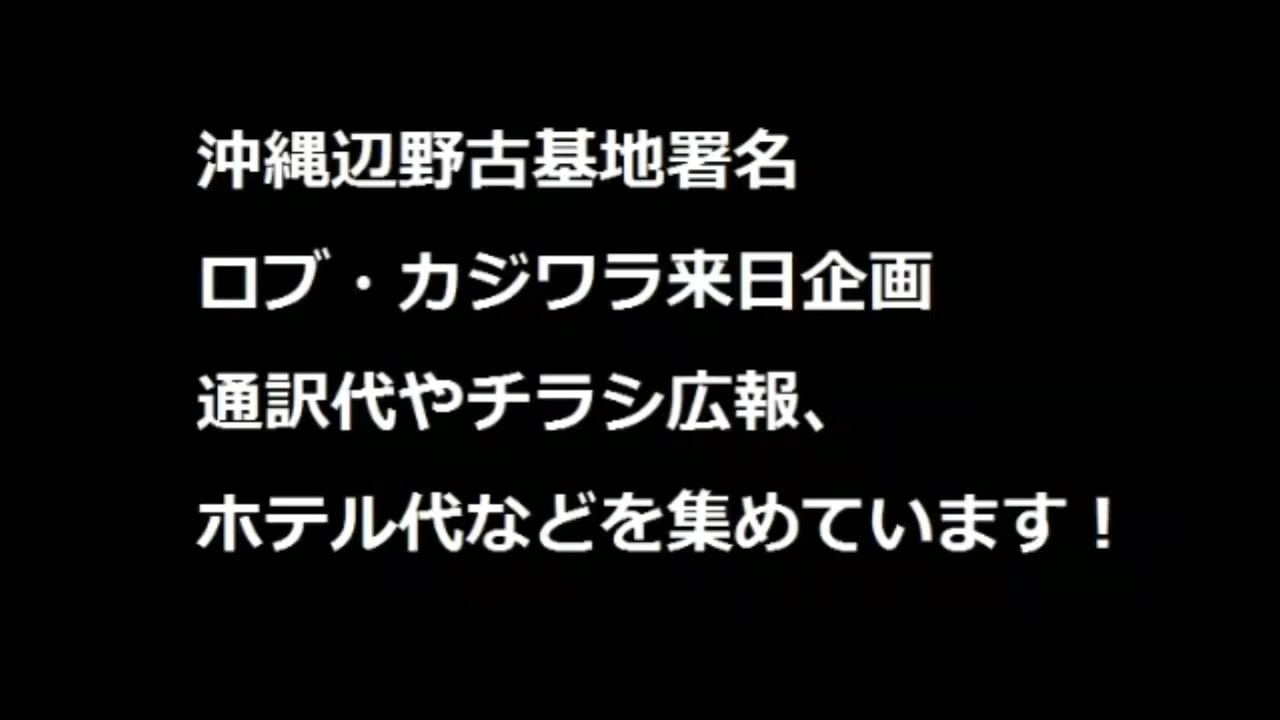 沖縄辺野古基地署名
ロブ・カジワラ来日企画
通訳代やチラシ広報、
ホテル代などを集めています！